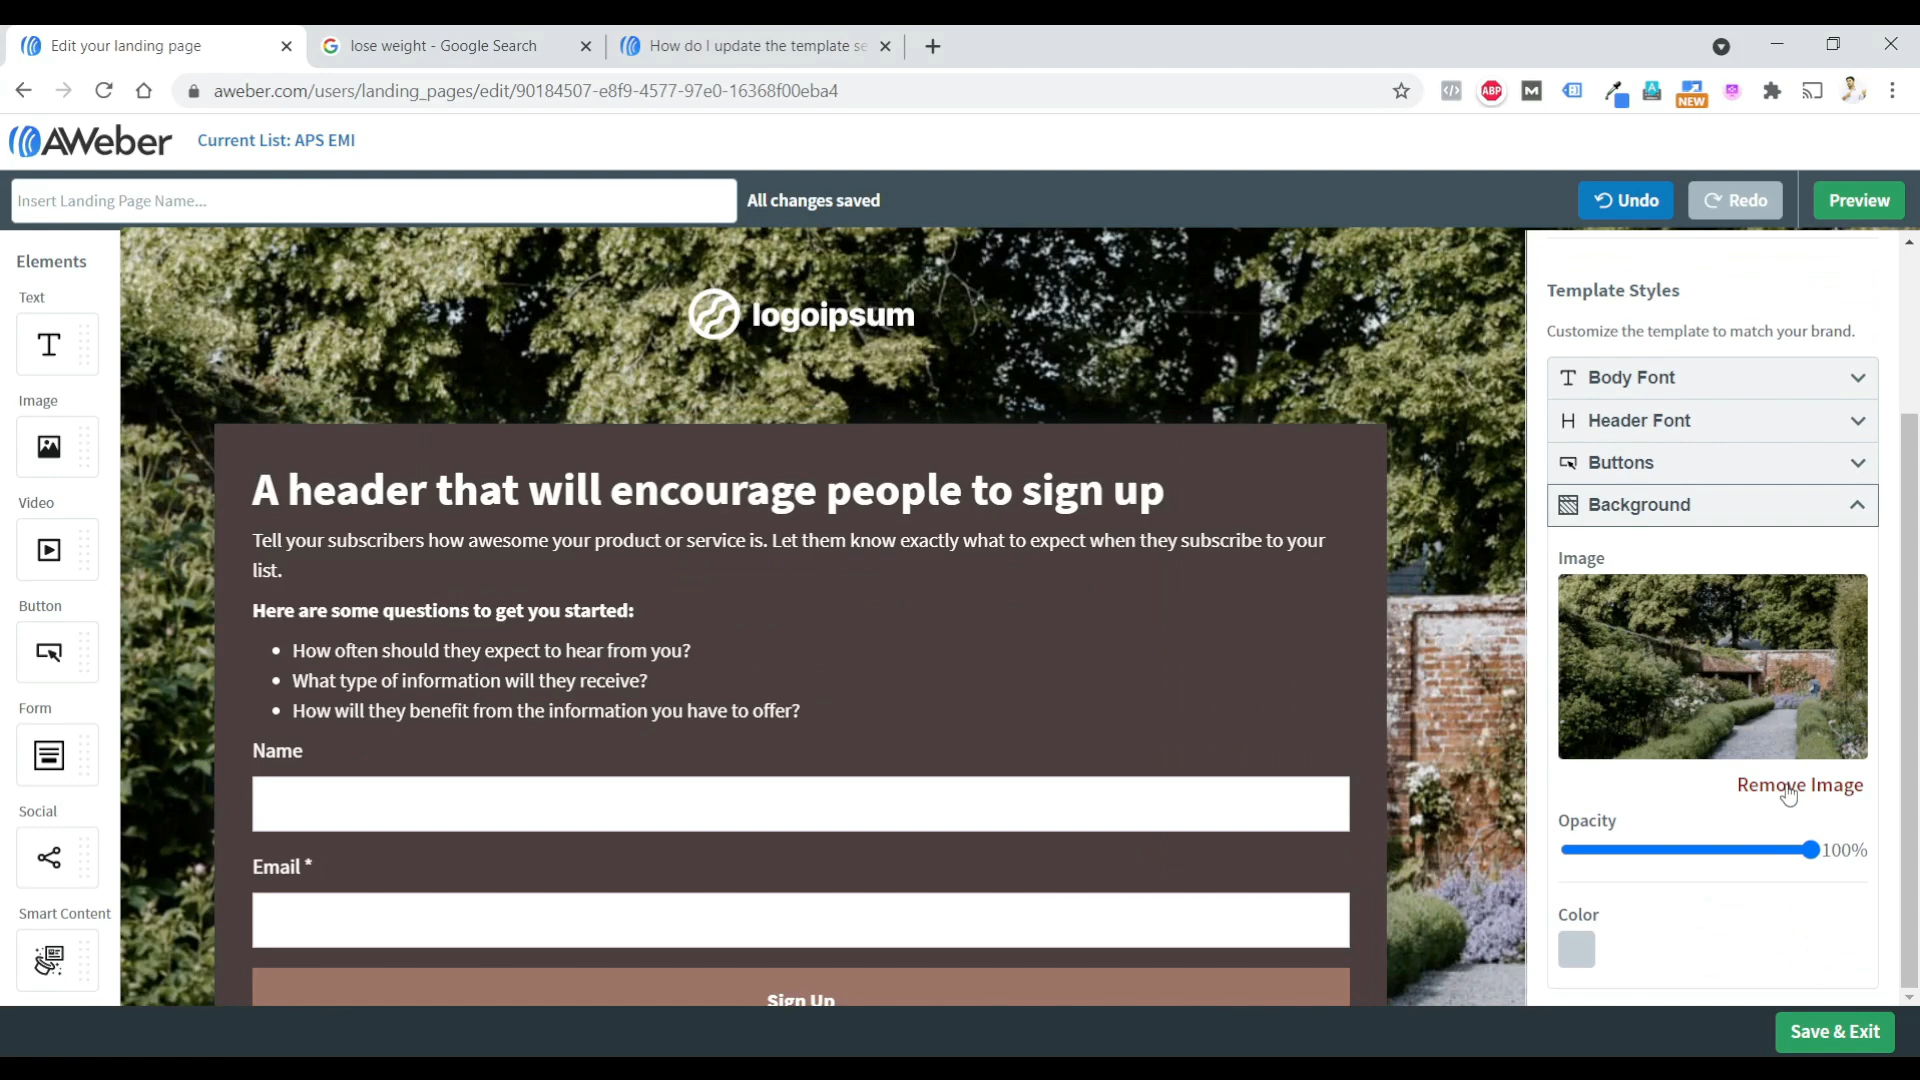 Edit your landing page
lose weight - Google Search
How do I update the template se
aweber.com/users/landing_pages/edit/90184507-e8f9-4577-97e0-16368f00eba4
ABP
M
NEW
AWeber
Current List: APS EMI
Insert Landing Page Name...
All changes saved
Undo
Redo
Preview
Elements
Text
T
Image
Video
Button
Form
Social
Smart Content
logoipsum
A header that will encourage people to sign up
Tell your subscribers how awesome your product or service is. Let them know exactly what to expect when they subscribe to your
list.
Here are some questions to get you started:
• How often should they expect to hear from you?
• What type of information will they receive?
• How will they benefit from the information you have to offer?
Name
Email *
Sign Up
Template Styles
Customize the template to match your brand.
T Body Font
H Header Font
Buttons
Background
Image
Remove Image
Opacity
100%
Color
Save & Exit